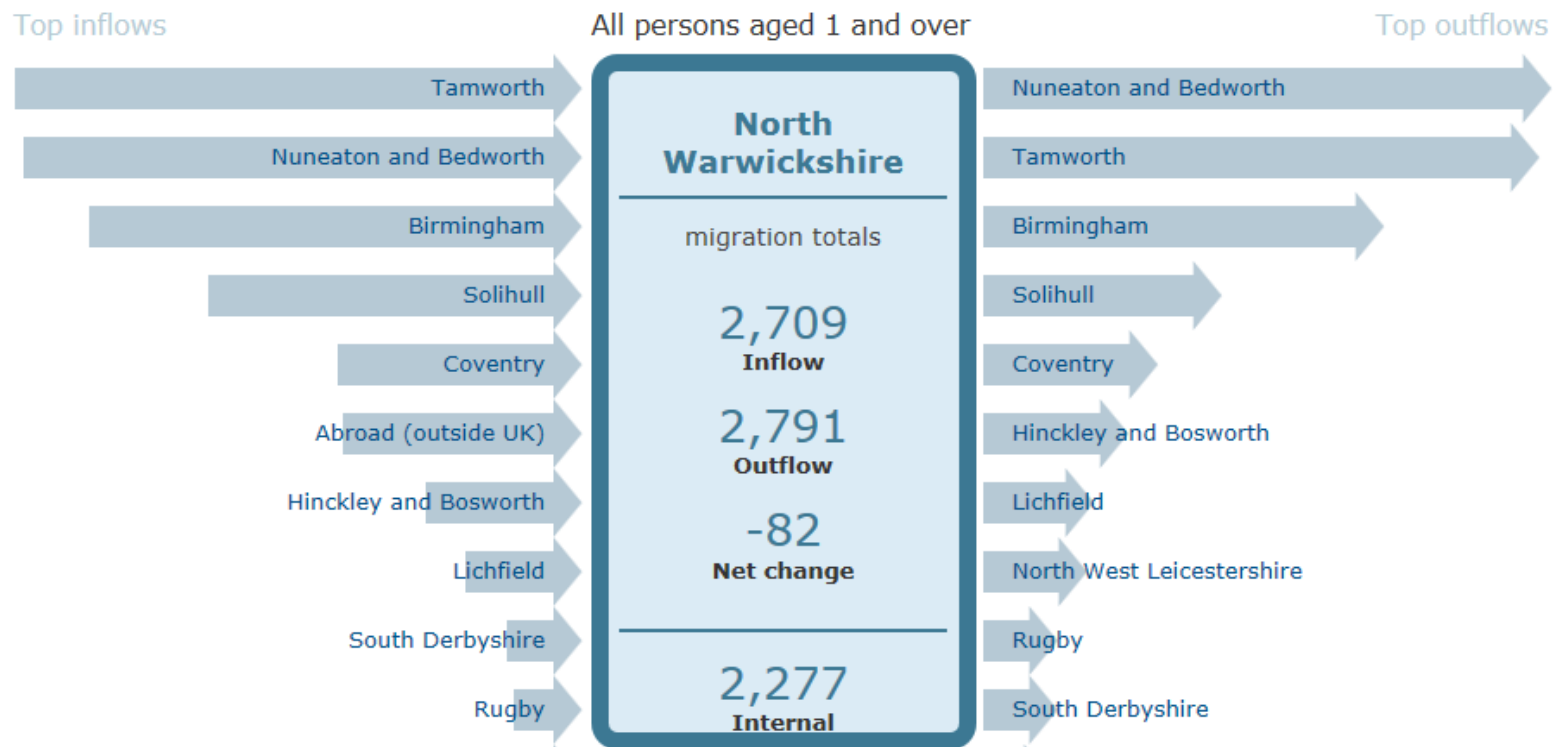 Top inflows
All persons aged 1 and over
Top outflows
Tamworth
Nuneaton and Bedworth
Birmingham
Solihull
Coventry
Abroad (outside UK)
Hinckley and Bosworth
Lichfield
South Derbyshire
Rugby
North
Warwickshire
migration totals
2,709
Inflow
2,791
Outflow
-82
Net change
2,277
Internal
Nuneaton and Bedworth
Tamworth
Birmingham
Solihull
Coventry
Hinckley and Bosworth
Lichfield
North West Leicestershire
Rugby
South Derbyshire